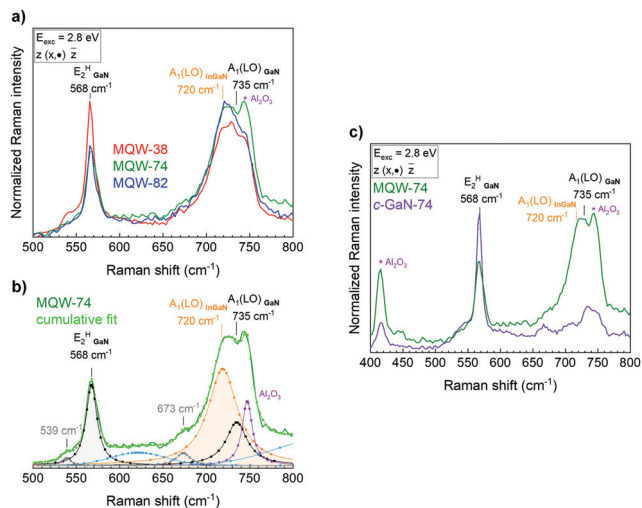 a)
E_exc = 2.8 eV
z (x,•) z̄
E₂ᴴ GaN
568 cm⁻¹
A₁(LO) InGaN
720 cm⁻¹
A₁(LO) GaN
735 cm⁻¹
* Al₂O₃
MQW-38
MQW-74
MQW-82
Normalized Raman intensity
500 550 600 650 700 750 800
Raman shift (cm⁻¹)
b)
MQW-74
cumulative fit
E₂ᴴ GaN
568 cm⁻¹
A₁(LO) InGaN
720 cm⁻¹
A₁(LO) GaN
735 cm⁻¹
Al₂O₃
539 cm⁻¹
673 cm⁻¹
500 550 600 650 700 750 800
Raman shift (cm⁻¹)
c)
E_exc = 2.8 eV
z (x,•) z̄
MQW-74
c-GaN-74
E₂ᴴ GaN
568 cm⁻¹
A₁(LO) InGaN
720 cm⁻¹
A₁(LO) GaN
735 cm⁻¹
* Al₂O₃
* Al₂O₃
Normalized Raman intensity
400 450 500 550 600 650 700 750 800
Raman shift (cm⁻¹)